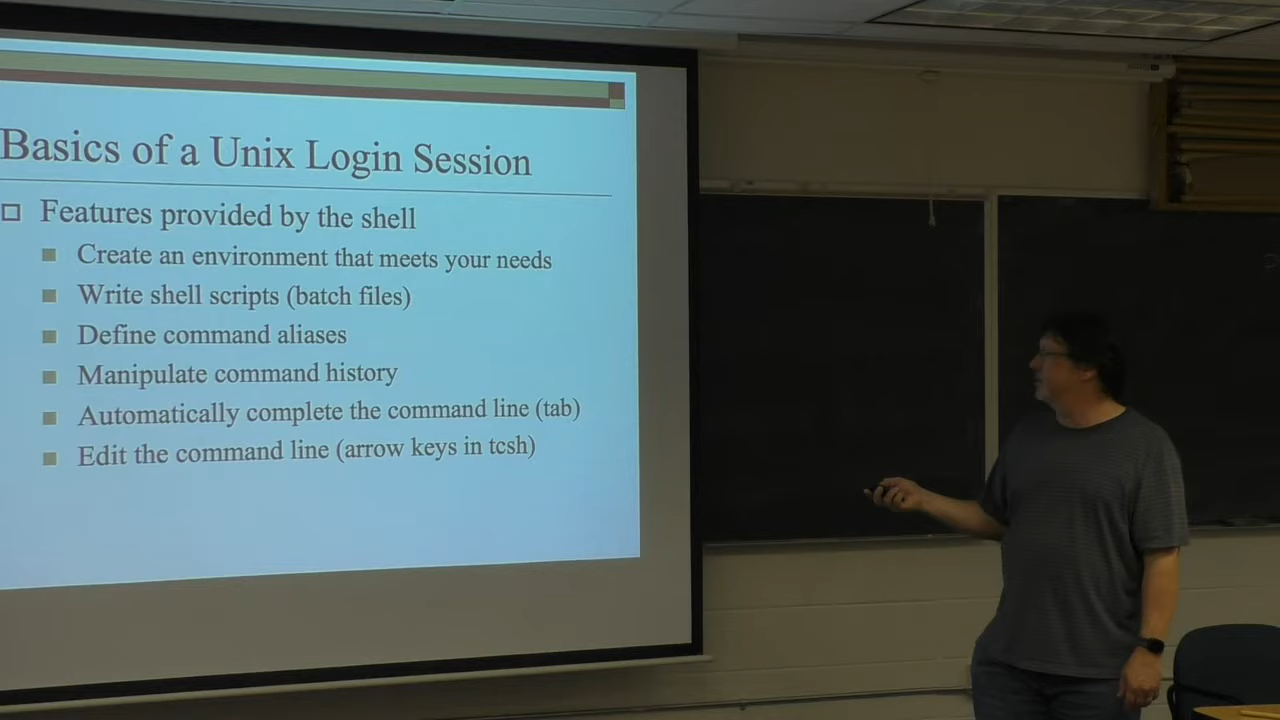 Basics of a Unix Login Session
Features provided by the shell
Create an environment that meets your needs
Write shell scripts (batch files)
Define command aliases
Manipulate command history
Automatically complete the command line (tab)
Edit the command line (arrow keys in tcsh)